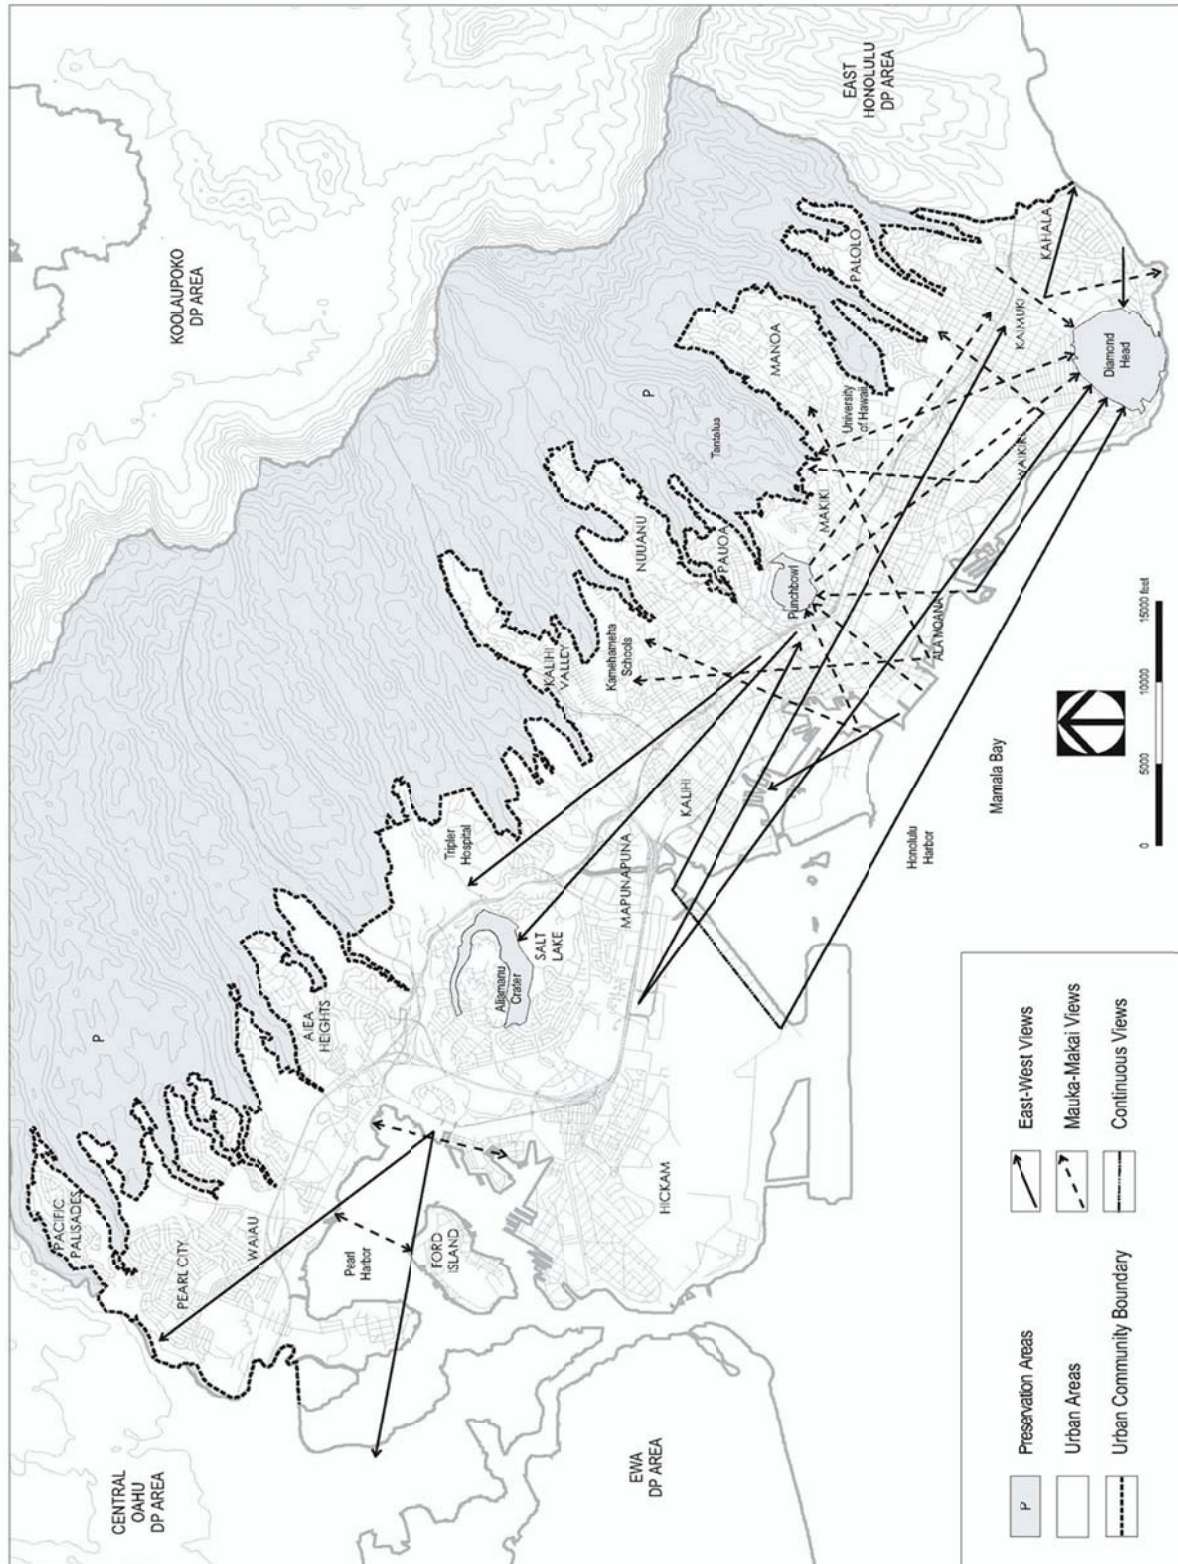 CENTRAL
OAHU
DP AREA
KOOLAUPOKO
DP AREA
EAST
HONOLULU
DP AREA
EWA
DP AREA
PACIFIC
PALISADES
PEARL CITY
WAIAU
P
AIEA
HEIGHTS
Pearl
Harbor
FORD
ISLAND
HICKAM
Aliamanu
Crater
SALT
LAKE
Tripler
Hospital
MAPUNAPUNA
KALIHI
KALIHI
VALLEY
Kamehameha
Schools
NUUANU
PAUOA
Punchbowl
Tantalus
P
MAKIKI
MANOA
University
of Hawaii
PALOLO
ALA MOANA
WAIKIKI
KAIMUKI
KAHALA
Diamond
Head
Honolulu
Harbor
Mamala Bay
0 5000 10000 15000 feet
P Preservation Areas
Urban Areas
Urban Community Boundary
East-West Views
Mauka-Makai Views
Continuous Views